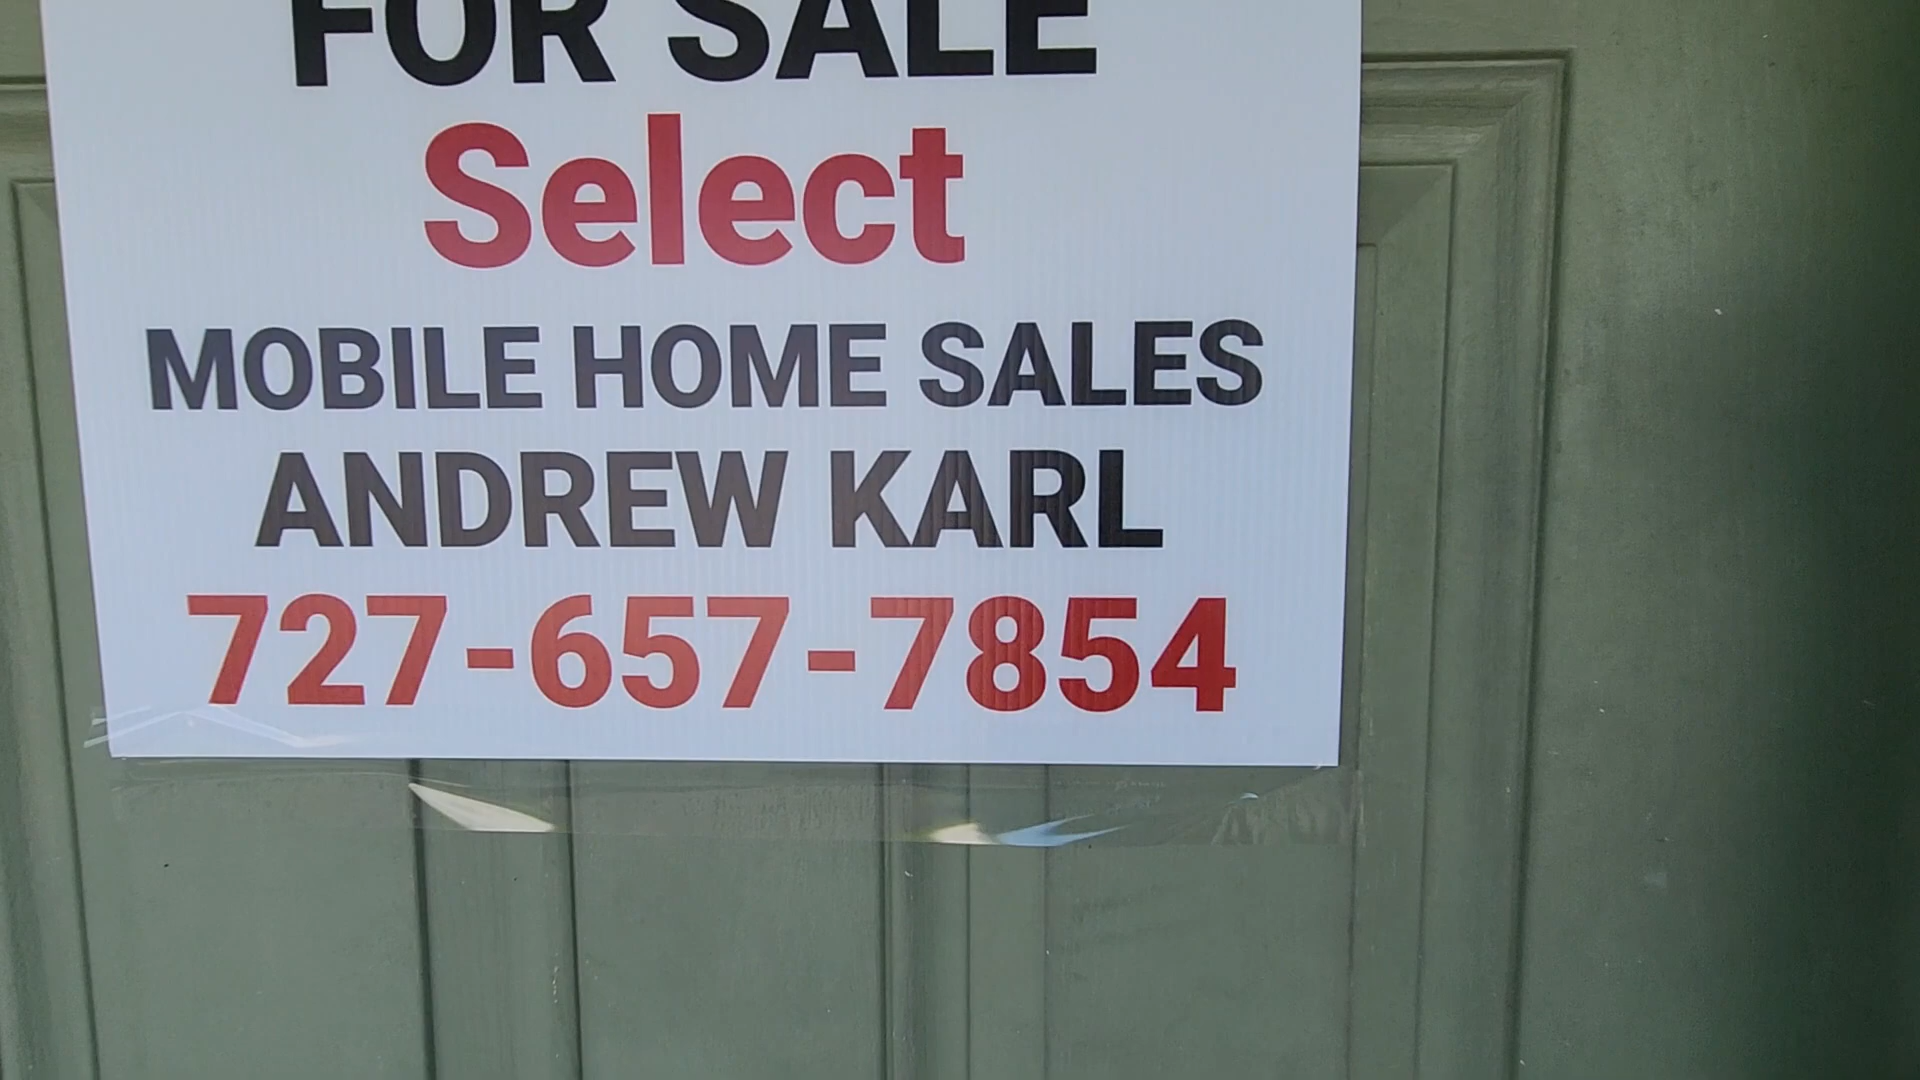 FOR SALE
Select
MOBILE HOME SALES
ANDREW KARL
727-657-7854